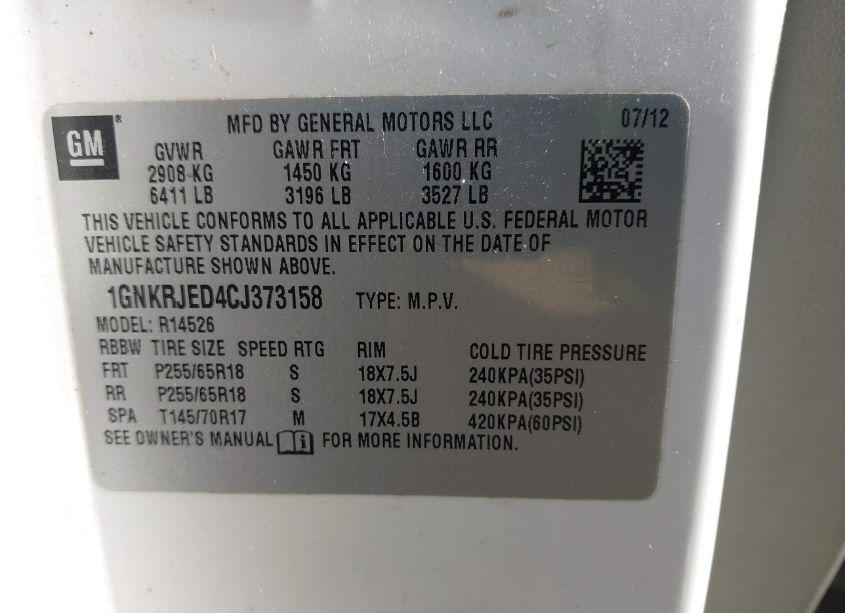 GM ®
MFD BY GENERAL MOTORS LLC 07/12
GVWR GAWR FRT GAWR RR
2908 KG 1450 KG 1600 KG
6411 LB 3196 LB 3527 LB
THIS VEHICLE CONFORMS TO ALL APPLICABLE U.S. FEDERAL MOTOR
VEHICLE SAFETY STANDARDS IN EFFECT ON THE DATE OF
MANUFACTURE SHOWN ABOVE.
1GNKRJED4CJ373158 TYPE: M.P.V.
MODEL: R14526
RBBW TIRE SIZE SPEED RTG RIM COLD TIRE PRESSURE
FRT P255/65R18 S 18X7.5J 240KPA(35PSI)
RR P255/65R18 S 18X7.5J 240KPA(35PSI)
SPA T145/70R17 M 17X4.5B 420KPA(60PSI)
SEE OWNER'S MANUAL i FOR MORE INFORMATION.